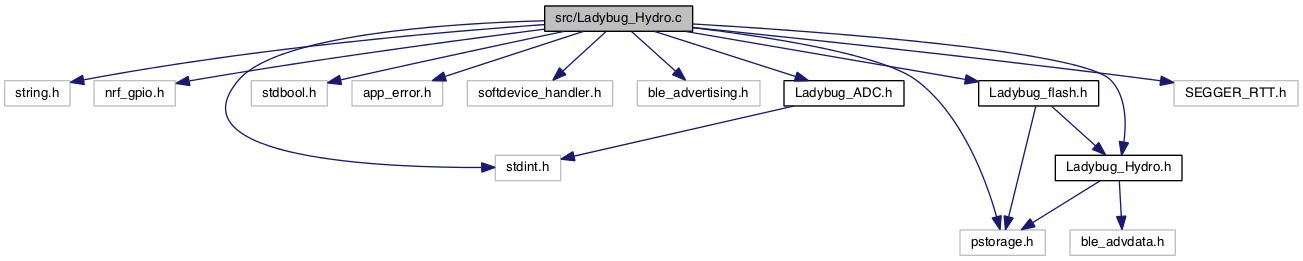 src/Ladybug_Hydro.c
string.h
nrf_gpio.h
stdbool.h
app_error.h
softdevice_handler.h
ble_advertising.h
Ladybug_ADC.h
Ladybug_flash.h
SEGGER_RTT.h
stdint.h
Ladybug_Hydro.h
pstorage.h
ble_advdata.h